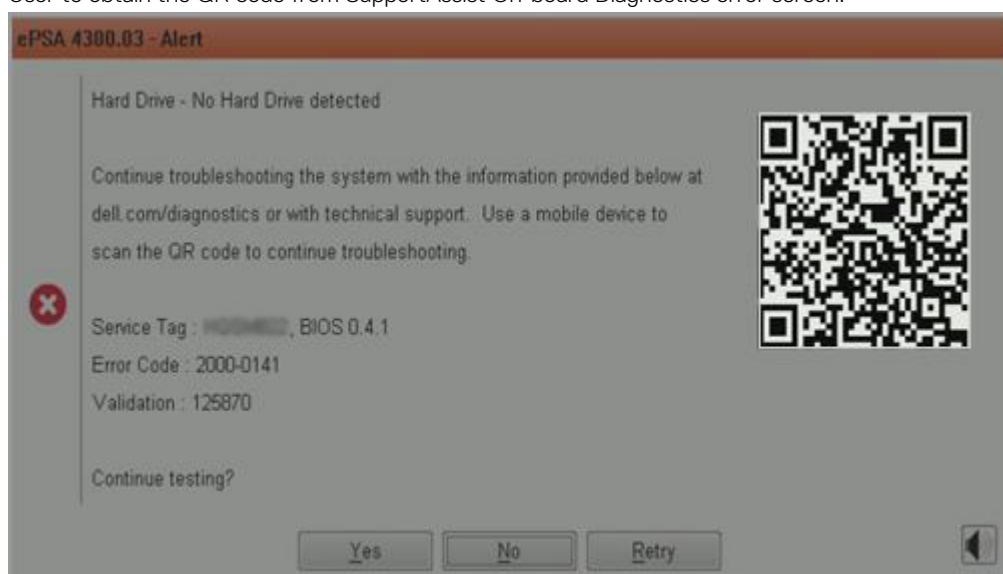 User to obtain the QR code from SupportAssist On-board Diagnostics error screen.
ePSA 4300.03 - Alert
Hard Drive - No Hard Drive detected
Continue troubleshooting the system with the information provided below at
dell.com/diagnostics or with technical support. Use a mobile device to
scan the QR code to continue troubleshooting.
Service Tag : , BIOS 0.4.1
Error Code : 2000-0141
Validation : 125870
Continue testing?
Yes No Retry